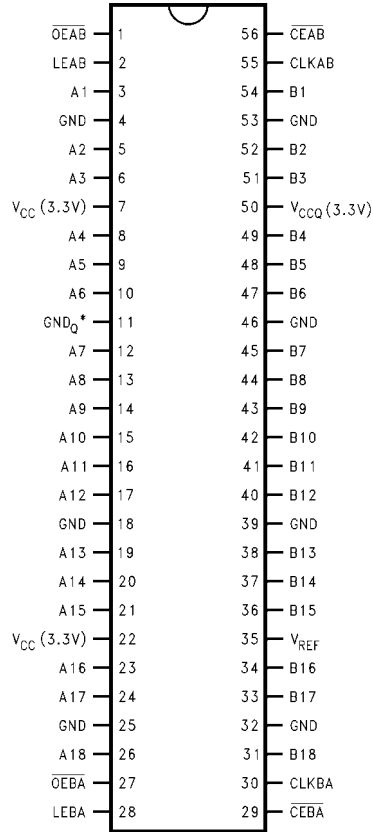 O̅E̅A̅B̅ 1 56 C̅E̅A̅B̅
LEAB 2 55 CLKAB
A1 3 54 B1
GND 4 53 GND
A2 5 52 B2
A3 6 51 B3
VCC (3.3V) 7 50 VCCQ (3.3V)
A4 8 49 B4
A5 9 48 B5
A6 10 47 B6
GNDQ* 11 46 GND
A7 12 45 B7
A8 13 44 B8
A9 14 43 B9
A10 15 42 B10
A11 16 41 B11
A12 17 40 B12
GND 18 39 GND
A13 19 38 B13
A14 20 37 B14
A15 21 36 B15
VCC (3.3V) 22 35 VREF
A16 23 34 B16
A17 24 33 B17
GND 25 32 GND
A18 26 31 B18
O̅E̅B̅A̅ 27 30 CLKBA
LEBA 28 29 C̅E̅B̅A̅